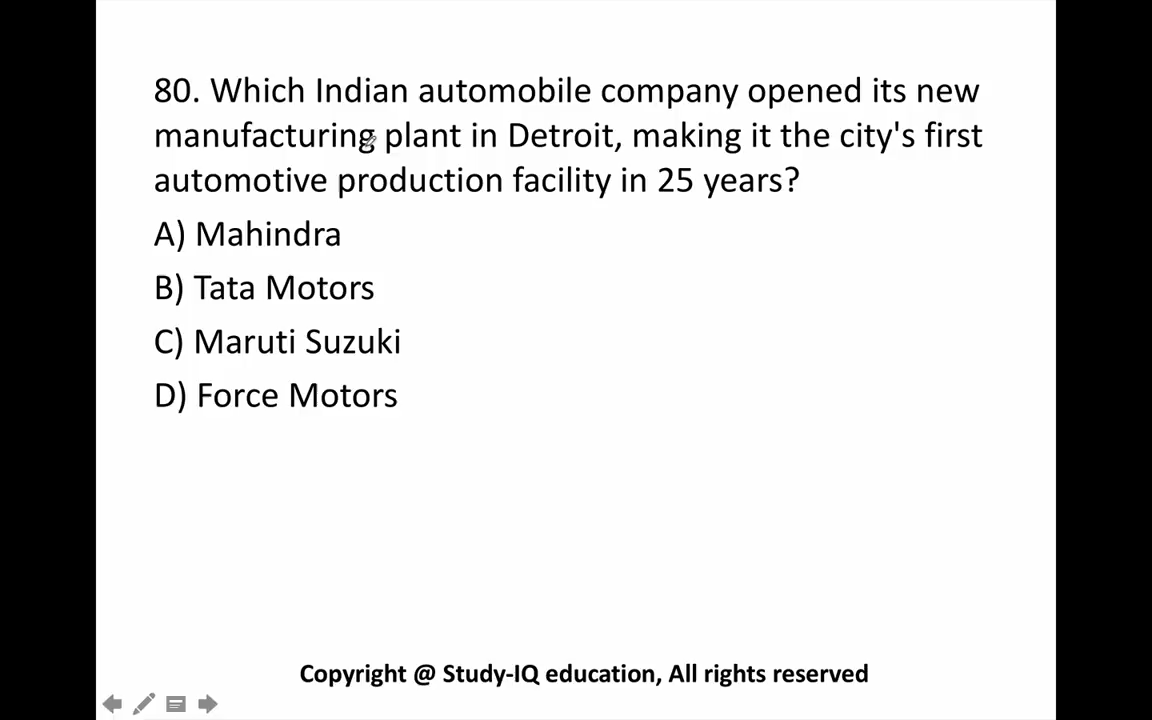 80. Which Indian automobile company opened its new
manufacturing plant in Detroit, making it the city's first
automotive production facility in 25 years?
A) Mahindra
B) Tata Motors
C) Maruti Suzuki
D) Force Motors
Copyright @ Study-IQ education, All rights reserved